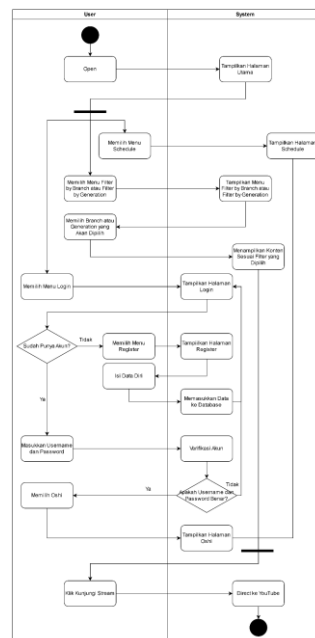 User
System
Open
Tampilkan Halaman
Utama
Memilih Menu
Schedule
Tampilkan Halaman
Schedule
Memilih Menu Filter
by Branch atau Filter
by Generation
Tampilkan Menu
Filter by Branch atau
Filter by Generation
Memilih Branch atau
Generation yang
Akan Dipilih
Menampilkan Konten
Sesuai Filter yang
Dipilih
Memilih Menu Login
Tampilkan Halaman
Login
Sudah Punya Akun?
Tidak
Memilih Menu
Register
Tampilkan Halaman
Register
Isi Data Diri
Memasukkan Data
ke Database
Ya
Masukkan Username
dan Password
Verifikasi Akun
Tidak
Ya
Apakah Username dan
Password Benar?
Memilih Oshi
Tampilkan Halaman
Oshi
Klik Kunjungi Stream
Direct ke YouTube